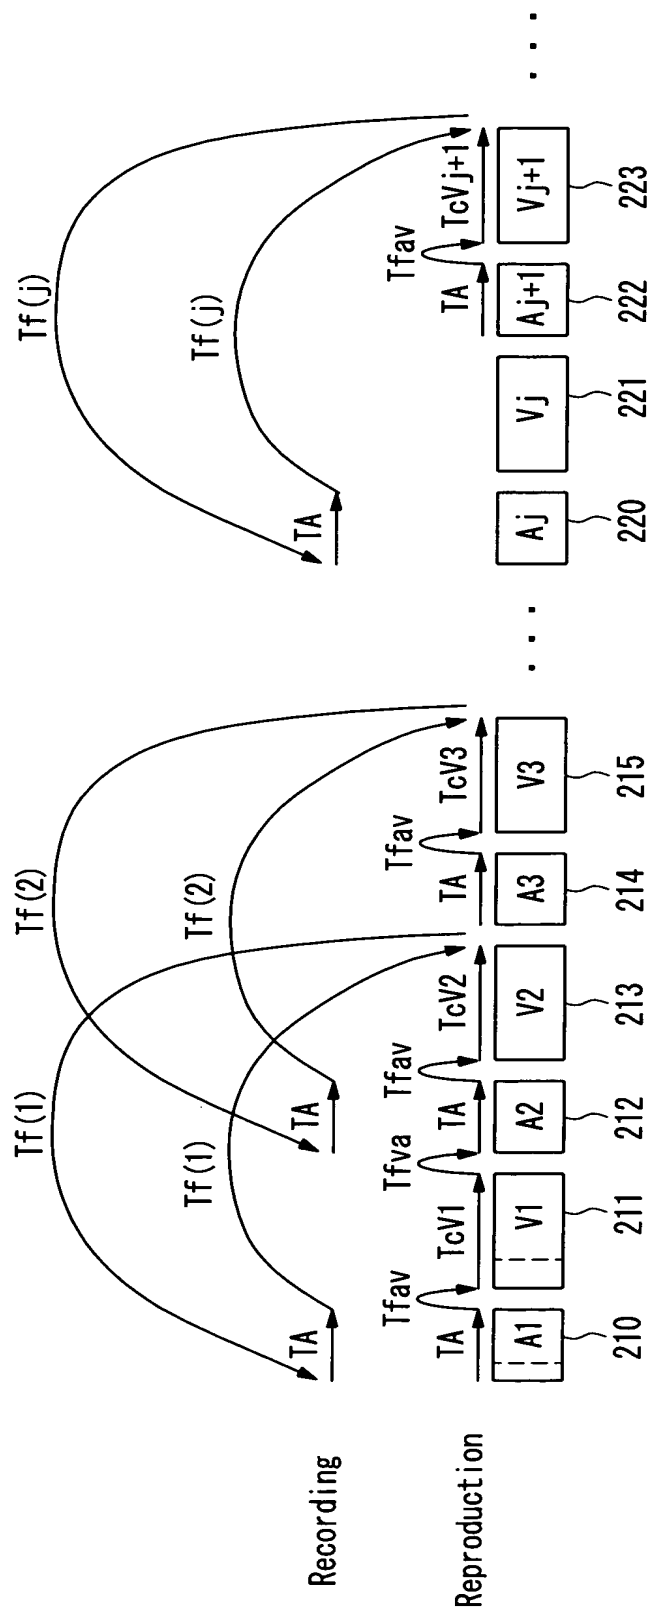 Tf(1) Tf(2) Tf(j)
Tf(1) Tf(2) Tf(j)
Recording TA TA TA
Tfav Tfva Tfav Tfav Tfav
Reproduction TA TcV1 TA TcV2 TA TcV3 TA TcVj+1
A1 V1 A2 V2 A3 V3 ... Aj Vj Aj+1 Vj+1 ...
210 211 212 213 214 215 220 221 222 223